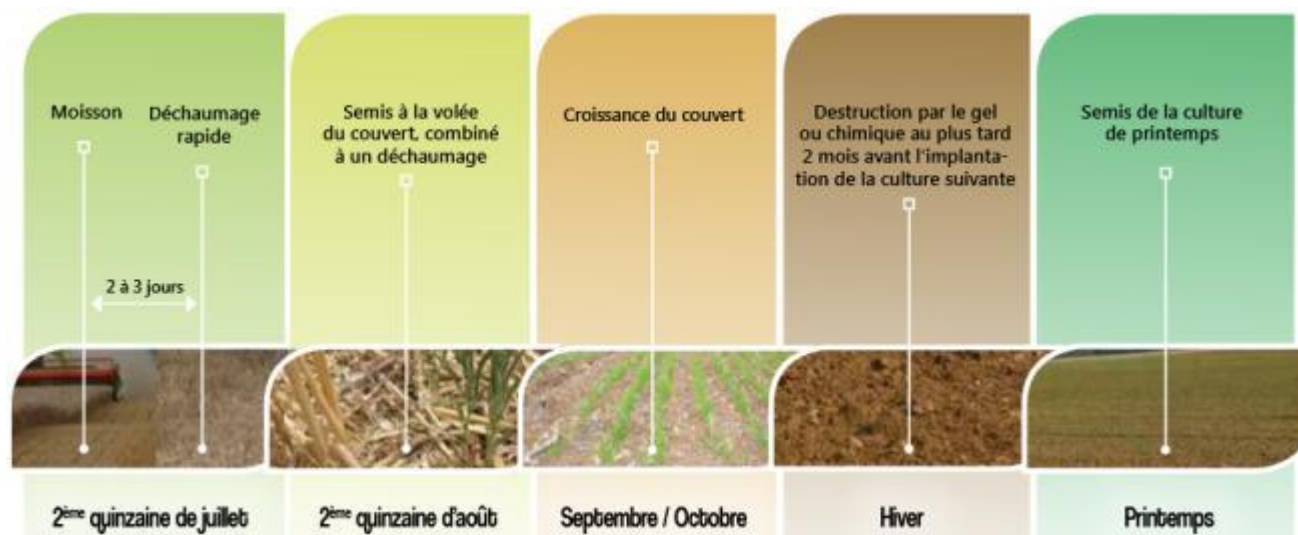 Moisson
Déchaumage
rapide
2 à 3 jours
2ème quinzaine de juillet
Semis à la volée
du couvert, combiné
à un déchaumage
2ème quinzaine d'août
Croissance du couvert
Septembre / Octobre
Destruction par le gel
ou chimique au plus tard
2 mois avant l'implanta-
tion de la culture suivante
Hiver
Semis de la culture
de printemps
Printemps